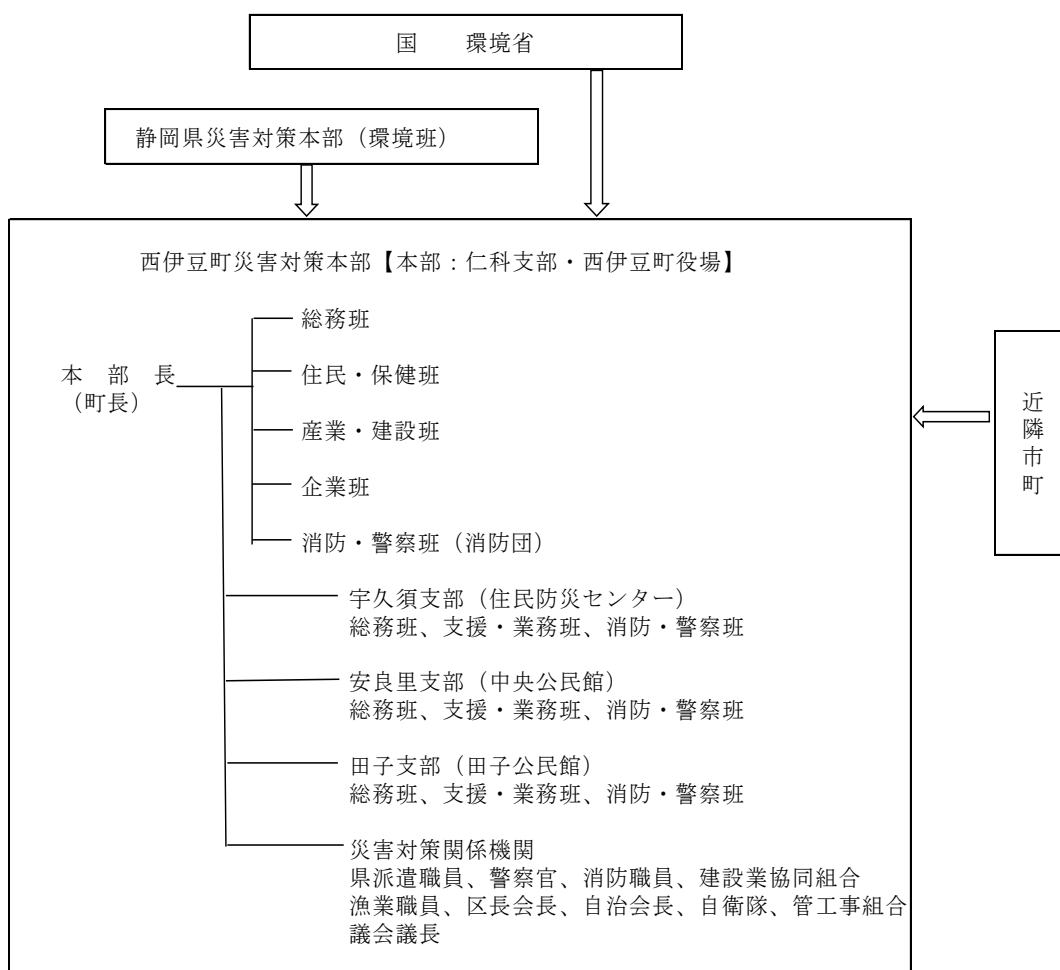 国　　環境省
静岡県災害対策本部（環境班）
西伊豆町災害対策本部【本部：仁科支部・西伊豆町役場】
総務班
本　部　長
（町長）
住民・保健班
産業・建設班
企業班
消防・警察班（消防団）
宇久須支部（住民防災センター）
総務班、支援・業務班、消防・警察班
安良里支部（中央公民館）
総務班、支援・業務班、消防・警察班
田子支部（田子公民館）
総務班、支援・業務班、消防・警察班
災害対策関係機関
県派遣職員、警察官、消防職員、建設業協同組合
漁業職員、区長会長、自治会長、自衛隊、管工事組合
議会議長
近隣市町